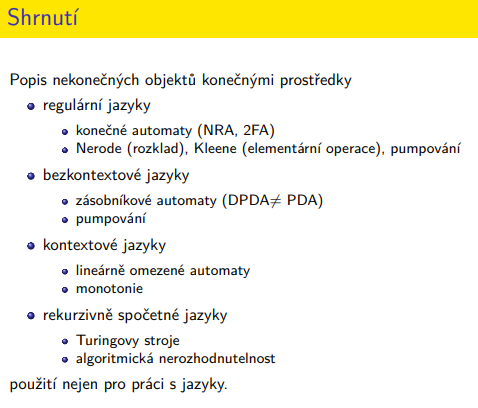 Shrnutí
Popis nekonečných objektů konečnými prostředky
regulární jazyky
konečné automaty (NRA, 2FA)
Nerode (rozklad), Kleene (elementární operace), pumpování
bezkontextové jazyky
zásobníkové automaty (DPDA≠ PDA)
pumpování
kontextové jazyky
lineárně omezené automaty
monotonie
rekurzivně spočetné jazyky
Turingovy stroje
algoritmická nerozhodnutelnost
použití nejen pro práci s jazyky.